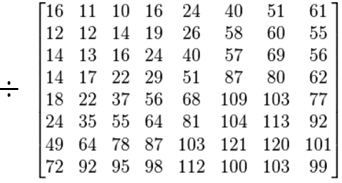 ÷
16 11 10 16 24 40 51 61
12 12 14 19 26 58 60 55
14 13 16 24 40 57 69 56
14 17 22 29 51 87 80 62
18 22 37 56 68 109 103 77
24 35 55 64 81 104 113 92
49 64 78 87 103 121 120 101
72 92 95 98 112 100 103 99